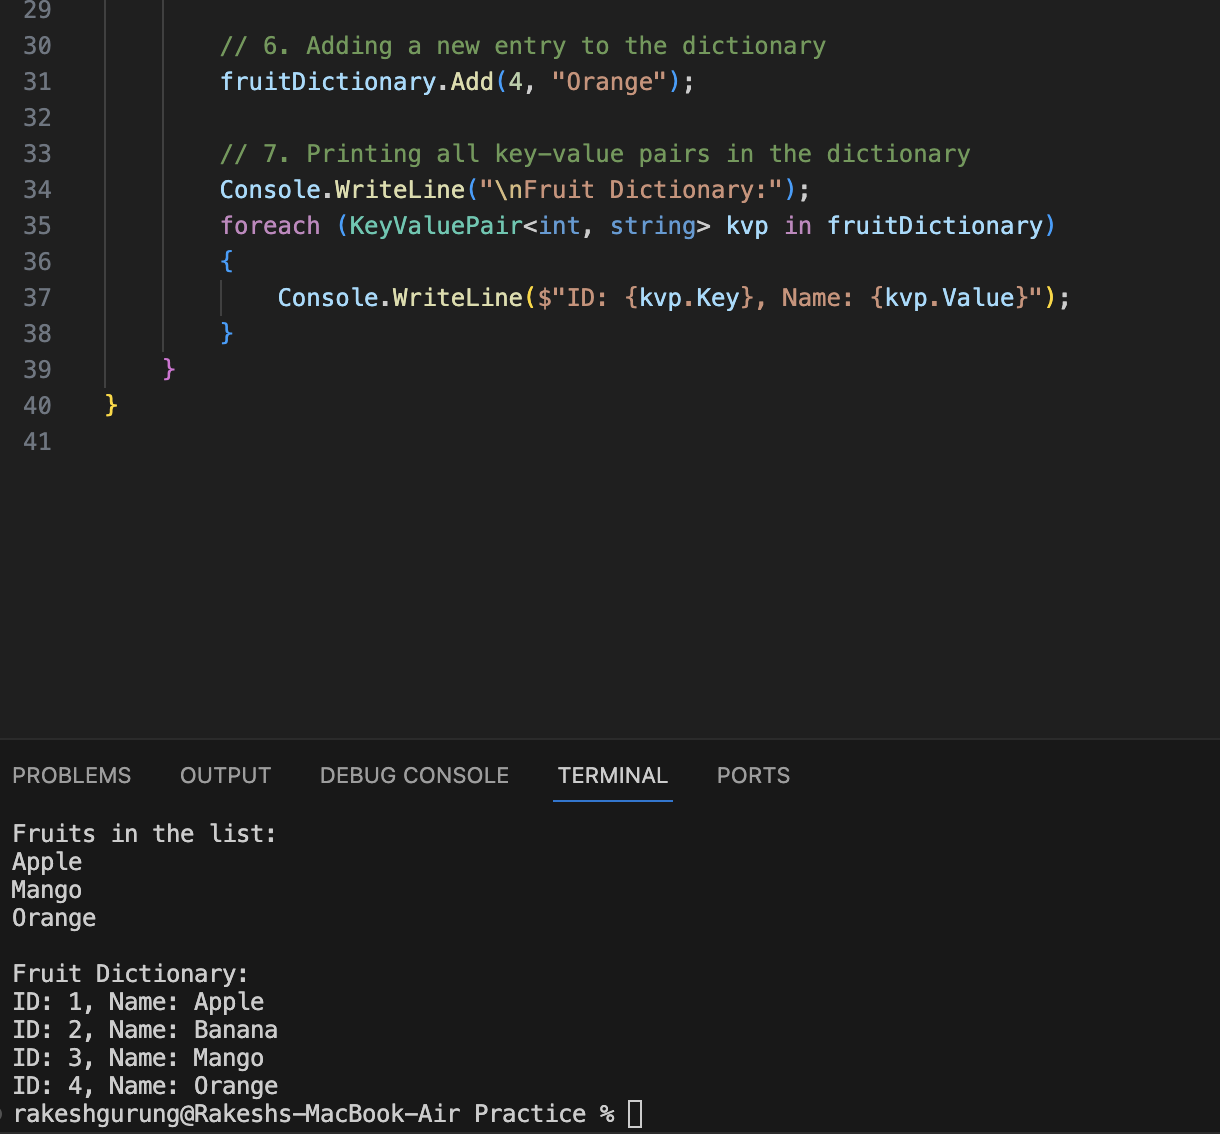 29
30 // 6. Adding a new entry to the dictionary
31 fruitDictionary.Add(4, "Orange");
32
33 // 7. Printing all key-value pairs in the dictionary
34 Console.WriteLine("\nFruit Dictionary:");
35 foreach (KeyValuePair<int, string> kvp in fruitDictionary)
36 {
37 Console.WriteLine($"ID: {kvp.Key}, Name: {kvp.Value}");
38 }
39 }
40 }
41
PROBLEMS OUTPUT DEBUG CONSOLE TERMINAL PORTS
Fruits in the list:
Apple
Mango
Orange
Fruit Dictionary:
ID: 1, Name: Apple
ID: 2, Name: Banana
ID: 3, Name: Mango
ID: 4, Name: Orange
rakeshgurung@Rakeshs-MacBook-Air Practice %